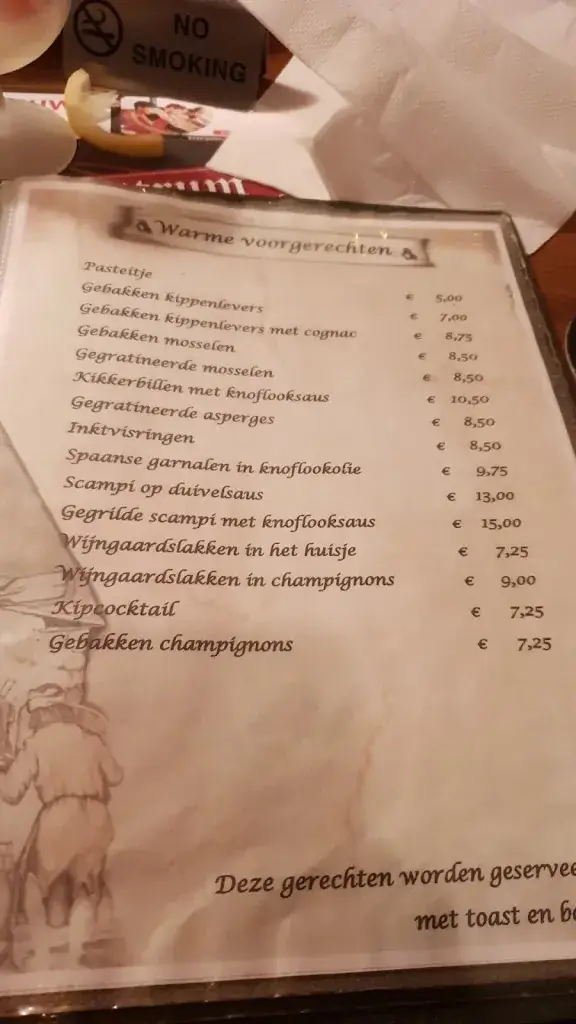 NO
SMOKING
Warme voorgerechten
Pasteitje € 5,00
Gebakken kippenlevers € 7,00
Gebakken kippenlevers met cognac € 8,75
Gebakken mosselen € 8,50
Gegratineerde mosselen € 8,50
Kikkerbillen met knoflooksaus € 10,50
Gegratineerde asperges € 8,50
Inktvisringen € 8,50
Spaanse garnalen in knoflookolie € 9,75
Scampi op duivelsaus € 13,00
Gegrilde scampi met knoflooksaus € 15,00
Wijngaardslakken in het huisje € 7,25
Wijngaardslakken in champignons € 9,00
Kipcocktail € 7,25
Gebakken champignons € 7,25
Deze gerechten worden geservee
met toast en bo